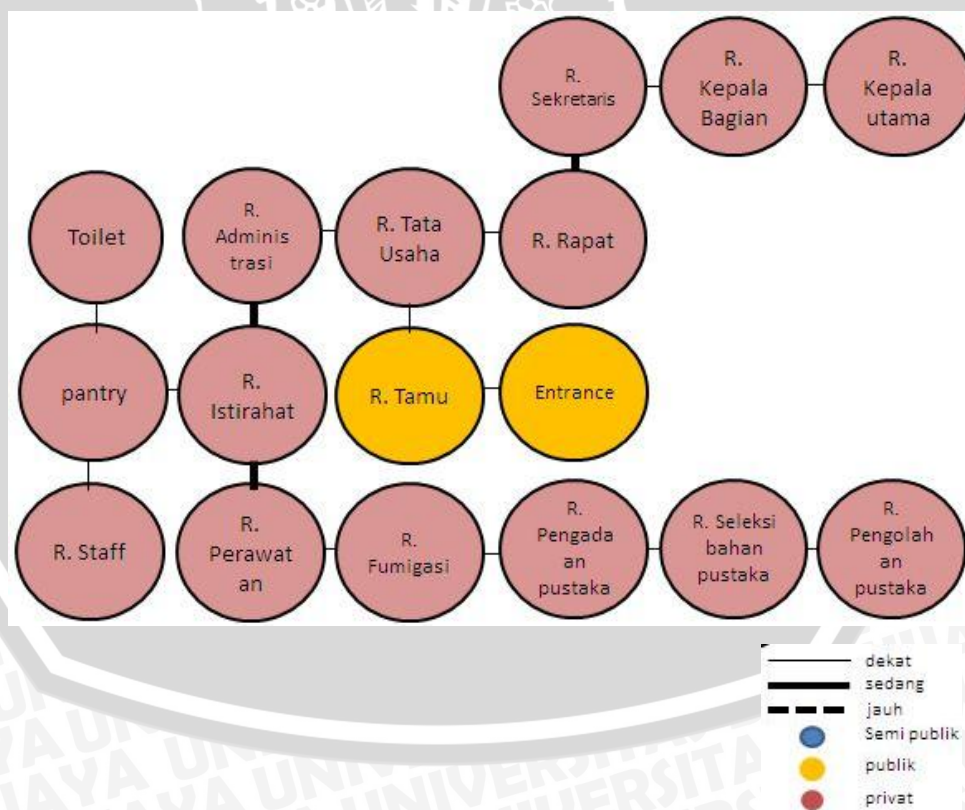 R.
Sekretaris
R.
Kepala
Bagian
R.
Kepala
utama
Toilet
R.
Adminis
trasi
R. Tata
Usaha
R. Rapat
pantry
R.
Istirahat
R. Tamu
Entrance
R. Staff
R.
Perawat
an
R.
Fumigasi
R.
Pengada
an
pustaka
R. Seleksi
bahan
pustaka
R.
Pengolah
an
pustaka
dekat
sedang
jauh
Semi publik
publik
privat